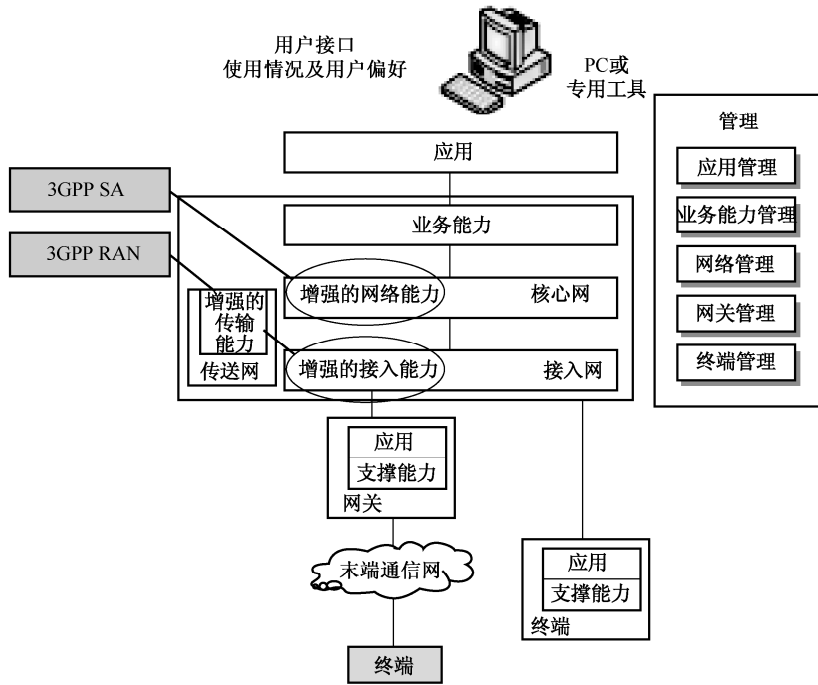 用户接口
使用情况及用户偏好
PC或
专用工具
管理
应用管理
业务能力管理
网络管理
网关管理
终端管理
应用
3GPP SA
3GPP RAN
业务能力
增强的网络能力
核心网
增强的
传输
能力
传送网
增强的接入能力
接入网
应用
支撑能力
网关
末端通信网
终端
应用
支撑能力
终端